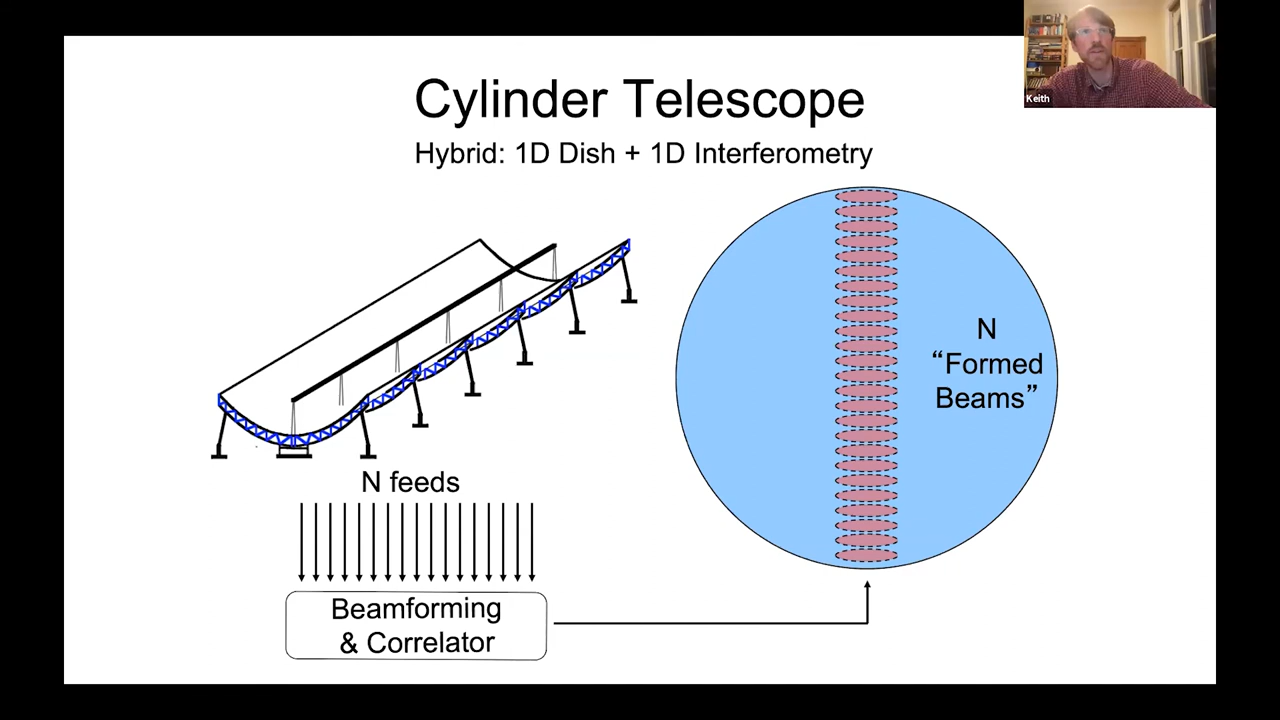 Keith
Cylinder Telescope
Hybrid: 1D Dish + 1D Interferometry
N
“Formed
Beams”
N feeds
Beamforming
& Correlator